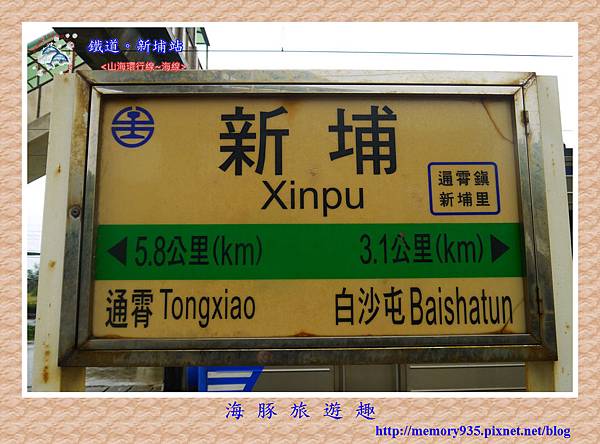 鐵道。新埔站
<山海環行線~海線>
新埔
Xinpu
通霄鎮
新埔里
◀5.8公里(km) 3.1公里(km)▶
通霄 Tongxiao 白沙屯 Baishatun
海豚旅遊趣
http://memory935.pixnet.net/blog